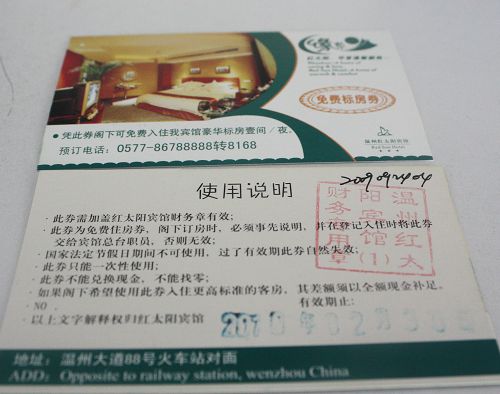 免费标房券
• 凭此券阁下可免费入住我宾馆豪华标房壹间/夜。
预订电话：0577-86788888转8168
温州红太阳宾馆
Red Sun Hotel
使用说明
· 此券需加盖红太阳宾馆财务章有效;
· 此券为免费住房券，阁下订房时，必须事先说明，并在登记入住时将此券
交给宾馆总台职员，否则无效;
· 国家法定节假日期间不可使用，过了有效期此券自然失效;
· 此券只能一次性使用;
· 此券不能兑换现金，不能找零;
· 如果阁下希望使用此券入住更高标准的客房，其差额须以全额现金补足。
NO.
有效期止:
· 以上文字解释权归红太阳宾馆
温州红太
阳宾馆(1)
财务专用章
地址：温州大道88号火车站对面
ADD: Opposite to railway station, wenzhou China